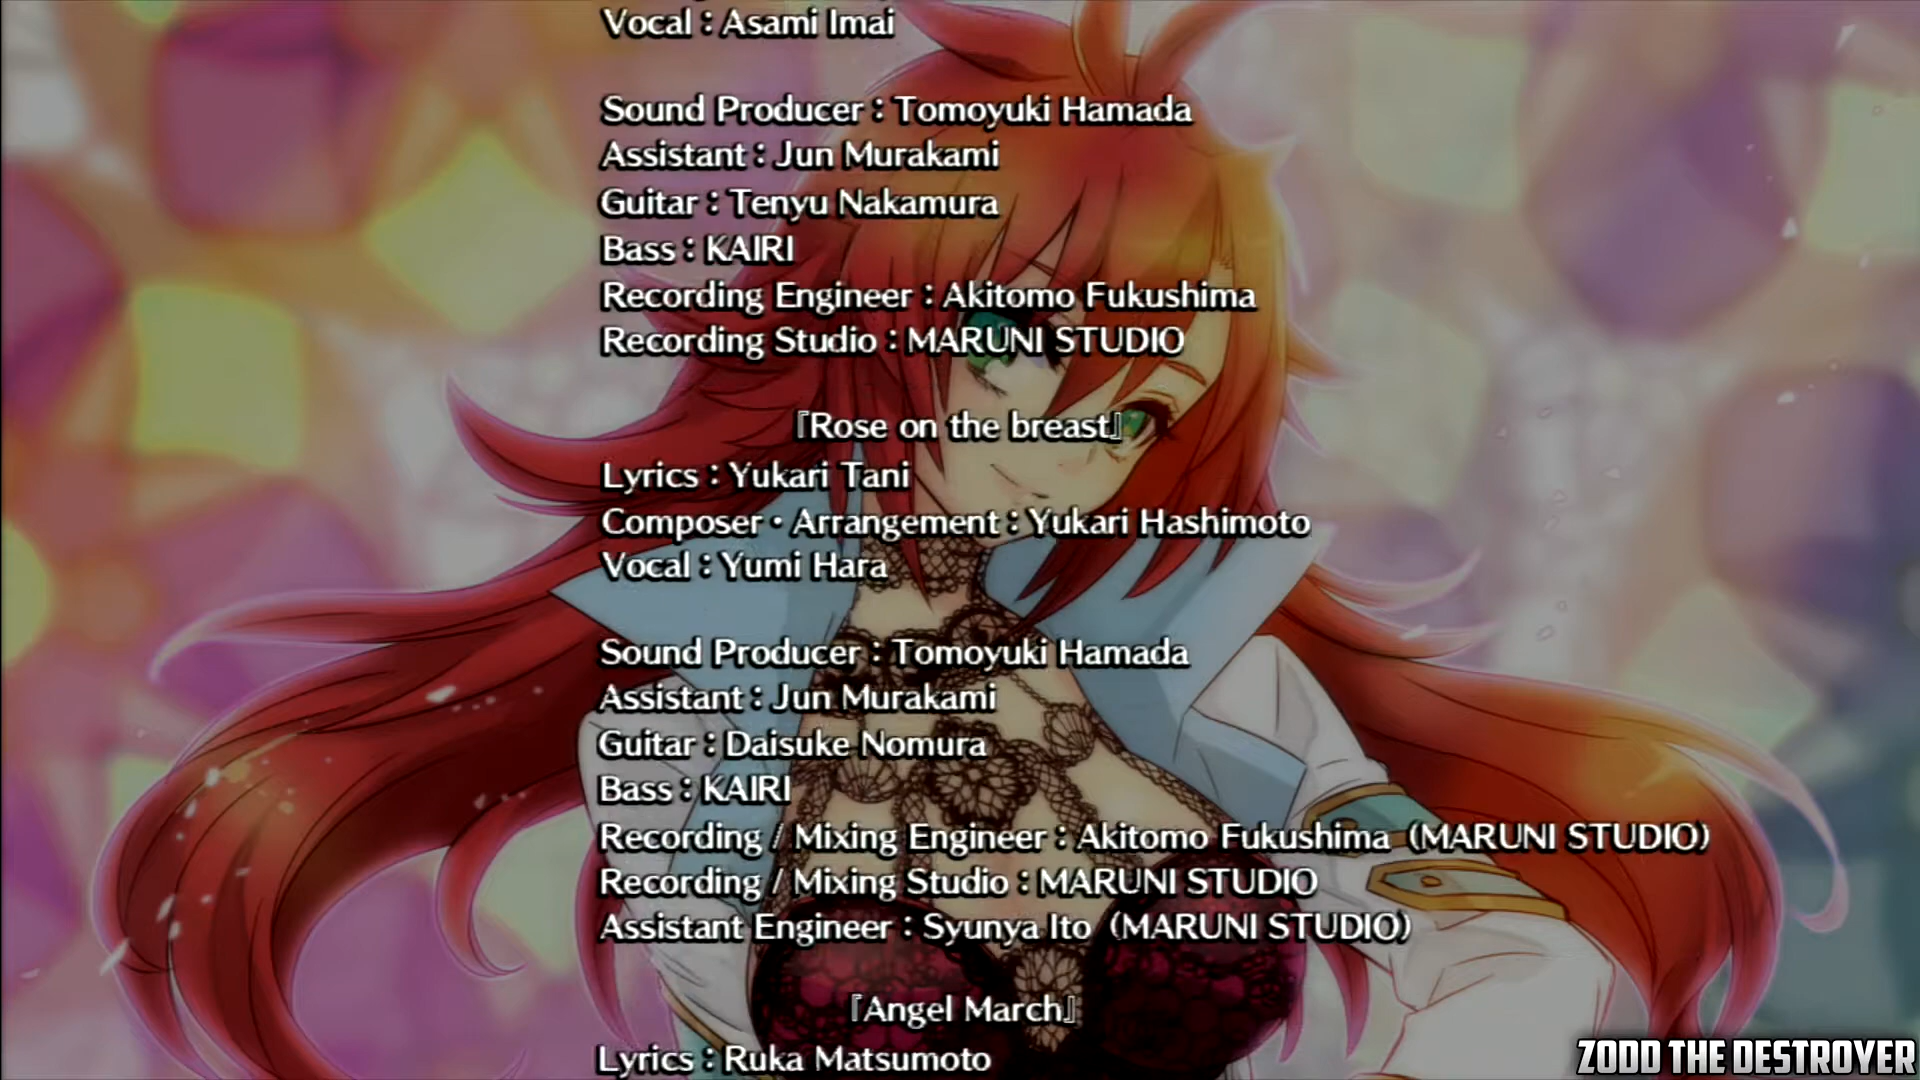 Vocal : Asami Imai
Sound Producer : Tomoyuki Hamada
Assistant : Jun Murakami
Guitar : Tenyu Nakamura
Bass : KAIRI
Recording Engineer : Akitomo Fukushima
Recording Studio : MARUNI STUDIO
『Rose on the breast』
Lyrics : Yukari Tani
Composer・Arrangement : Yukari Hashimoto
Vocal : Yumi Hara
Sound Producer : Tomoyuki Hamada
Assistant : Jun Murakami
Guitar : Daisuke Nomura
Bass : KAIRI
Recording / Mixing Engineer : Akitomo Fukushima (MARUNI STUDIO)
Recording / Mixing Studio : MARUNI STUDIO
Assistant Engineer : Syunya Ito (MARUNI STUDIO)
『Angel March』
Lyrics : Ruka Matsumoto
ZODD THE DESTROYER